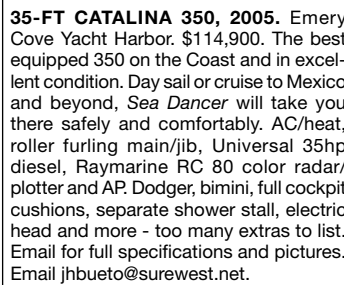 35-FT CATALINA 350, 2005. Emery
Cove Yacht Harbor. $114,900. The best
equipped 350 on the Coast and in excel-
lent condition. Day sail or cruise to Mexico
and beyond, Sea Dancer will take you
there safely and comfortably. AC/heat,
roller furling main/jib, Universal 35hp
diesel, Raymarine RC 80 color radar/
plotter and AP. Dodger, bimini, full cockpit
cushions, separate shower stall, electric
head and more - too many extras to list.
Email for full specifications and pictures.
Email jhbueto@surewest.net.